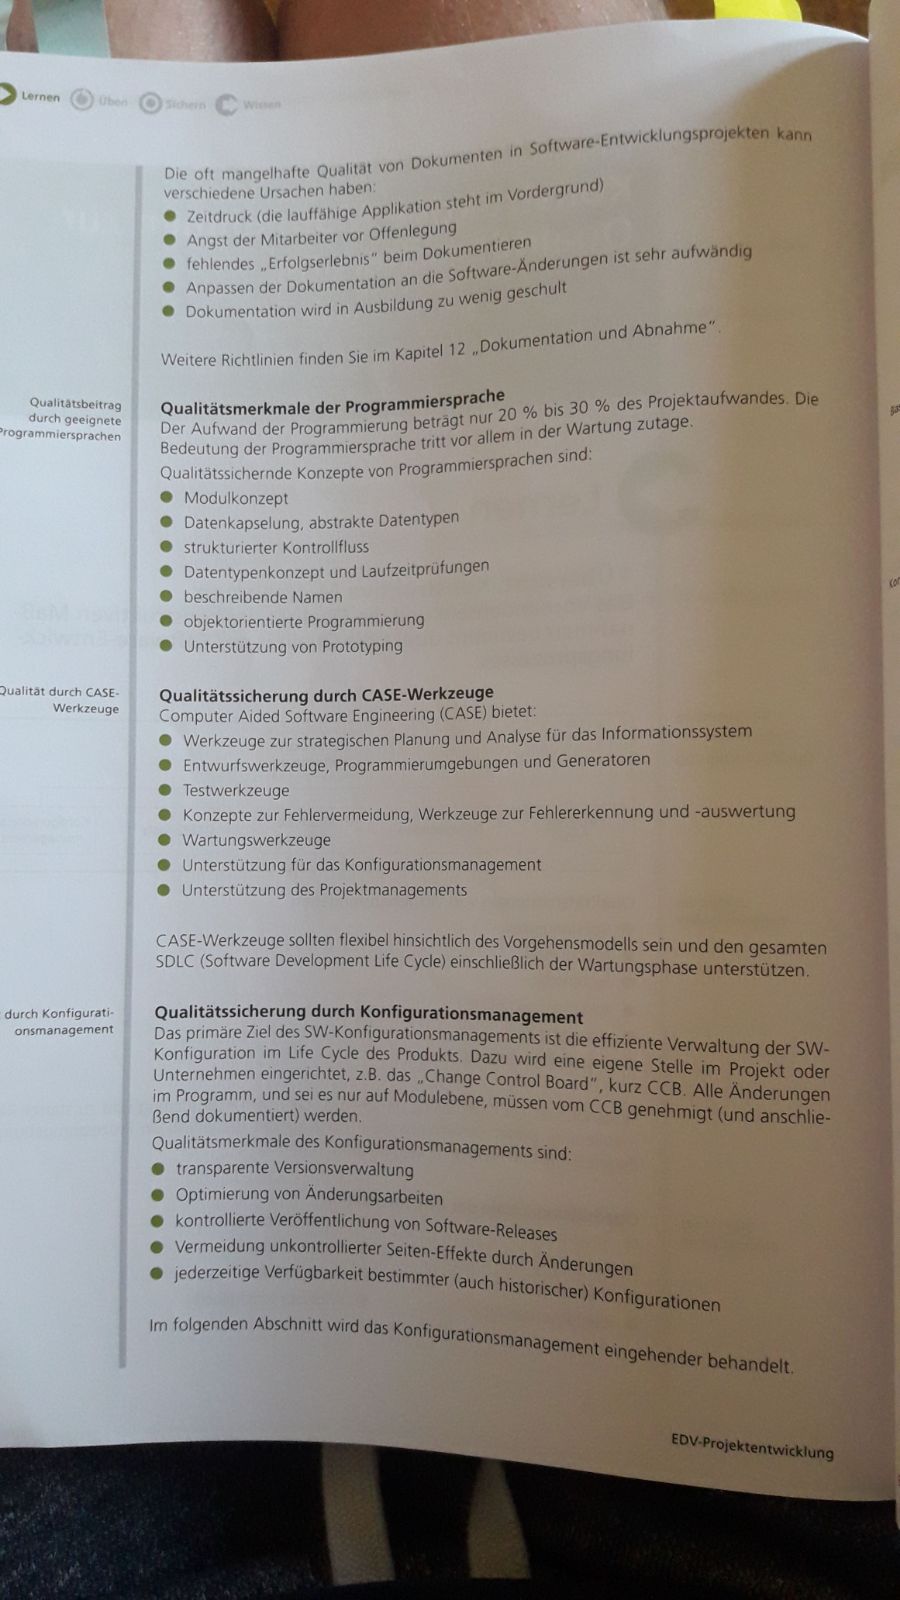 Lernen Üben Sichern Wissen
Die oft mangelhafte Qualität von Dokumenten in Software-Entwicklungsprojekten kann
verschiedene Ursachen haben:
Zeitdruck (die lauffähige Applikation steht im Vordergrund)
Angst der Mitarbeiter vor Offenlegung
fehlendes „Erfolgserlebnis" beim Dokumentieren
Anpassen der Dokumentation an die Software-Änderungen ist sehr aufwändig
Dokumentation wird in Ausbildung zu wenig geschult
Weitere Richtlinien finden Sie im Kapitel 12 „Dokumentation und Abnahme".
Qualitätsbeitrag
durch geeignete
Programmiersprachen
Qualitätsmerkmale der Programmiersprache
Der Aufwand der Programmierung beträgt nur 20 % bis 30 % des Projektaufwandes. Die
Bedeutung der Programmiersprache tritt vor allem in der Wartung zutage.
Qualitätssichernde Konzepte von Programmiersprachen sind:
Modulkonzept
Datenkapselung, abstrakte Datentypen
strukturierter Kontrollfluss
Datentypenkonzept und Laufzeitprüfungen
beschreibende Namen
objektorientierte Programmierung
Unterstützung von Prototyping
Qualität durch CASE-
Werkzeuge
Qualitätssicherung durch CASE-Werkzeuge
Computer Aided Software Engineering (CASE) bietet:
Werkzeuge zur strategischen Planung und Analyse für das Informationssystem
Entwurfswerkzeuge, Programmierumgebungen und Generatoren
Testwerkzeuge
Konzepte zur Fehlervermeidung, Werkzeuge zur Fehlererkennung und -auswertung
Wartungswerkzeuge
Unterstützung für das Konfigurationsmanagement
Unterstützung des Projektmanagements
CASE-Werkzeuge sollten flexibel hinsichtlich des Vorgehensmodells sein und den gesamten
SDLC (Software Development Life Cycle) einschließlich der Wartungsphase unterstützen.
durch Konfigurati-
onsmanagement
Qualitätssicherung durch Konfigurationsmanagement
Das primäre Ziel des SW-Konfigurationsmanagements ist die effiziente Verwaltung der SW-
Konfiguration im Life Cycle des Produkts. Dazu wird eine eigene Stelle im Projekt oder
Unternehmen eingerichtet, z.B. das „Change Control Board", kurz CCB. Alle Änderungen
im Programm, und sei es nur auf Modulebene, müssen vom CCB genehmigt (und anschlie-
ßend dokumentiert) werden.
Qualitätsmerkmale des Konfigurationsmanagements sind:
transparente Versionsverwaltung
Optimierung von Änderungsarbeiten
kontrollierte Veröffentlichung von Software-Releases
Vermeidung unkontrollierter Seiten-Effekte durch Änderungen
jederzeitige Verfügbarkeit bestimmter (auch historischer) Konfigurationen
Im folgenden Abschnitt wird das Konfigurationsmanagement eingehender behandelt.
EDV-Projektentwicklung